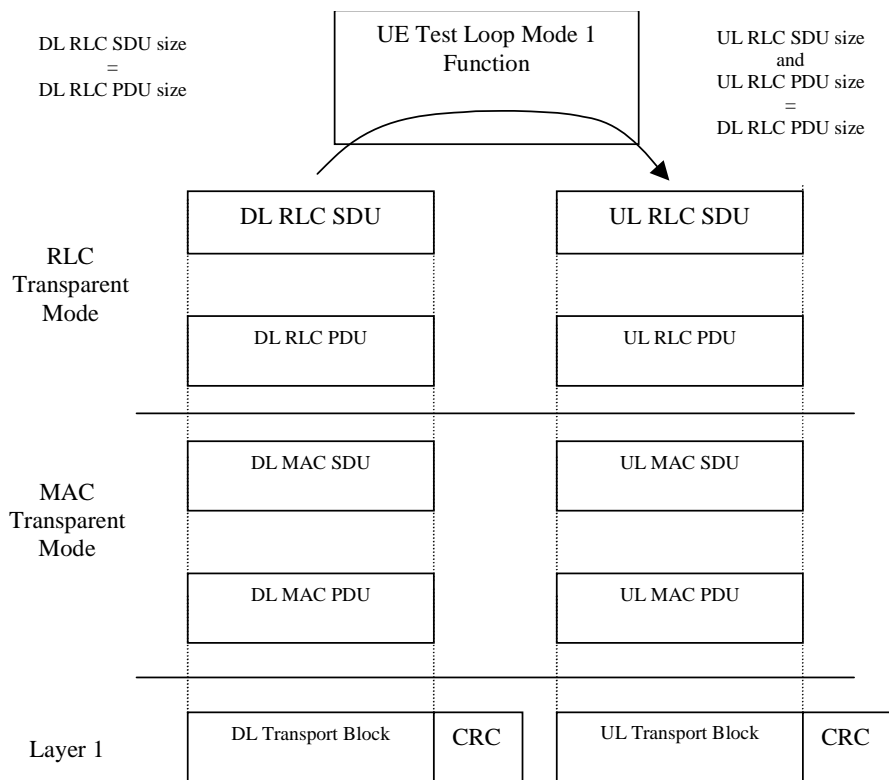 DL RLC SDU size
=
DL RLC PDU size
UE Test Loop Mode 1
Function
UL RLC SDU size
and
UL RLC PDU size
=
DL RLC PDU size
RLC
Transparent
Mode
DL RLC SDU
UL RLC SDU
DL RLC PDU
UL RLC PDU
MAC
Transparent
Mode
DL MAC SDU
UL MAC SDU
DL MAC PDU
UL MAC PDU
Layer 1
DL Transport Block
CRC
UL Transport Block
CRC